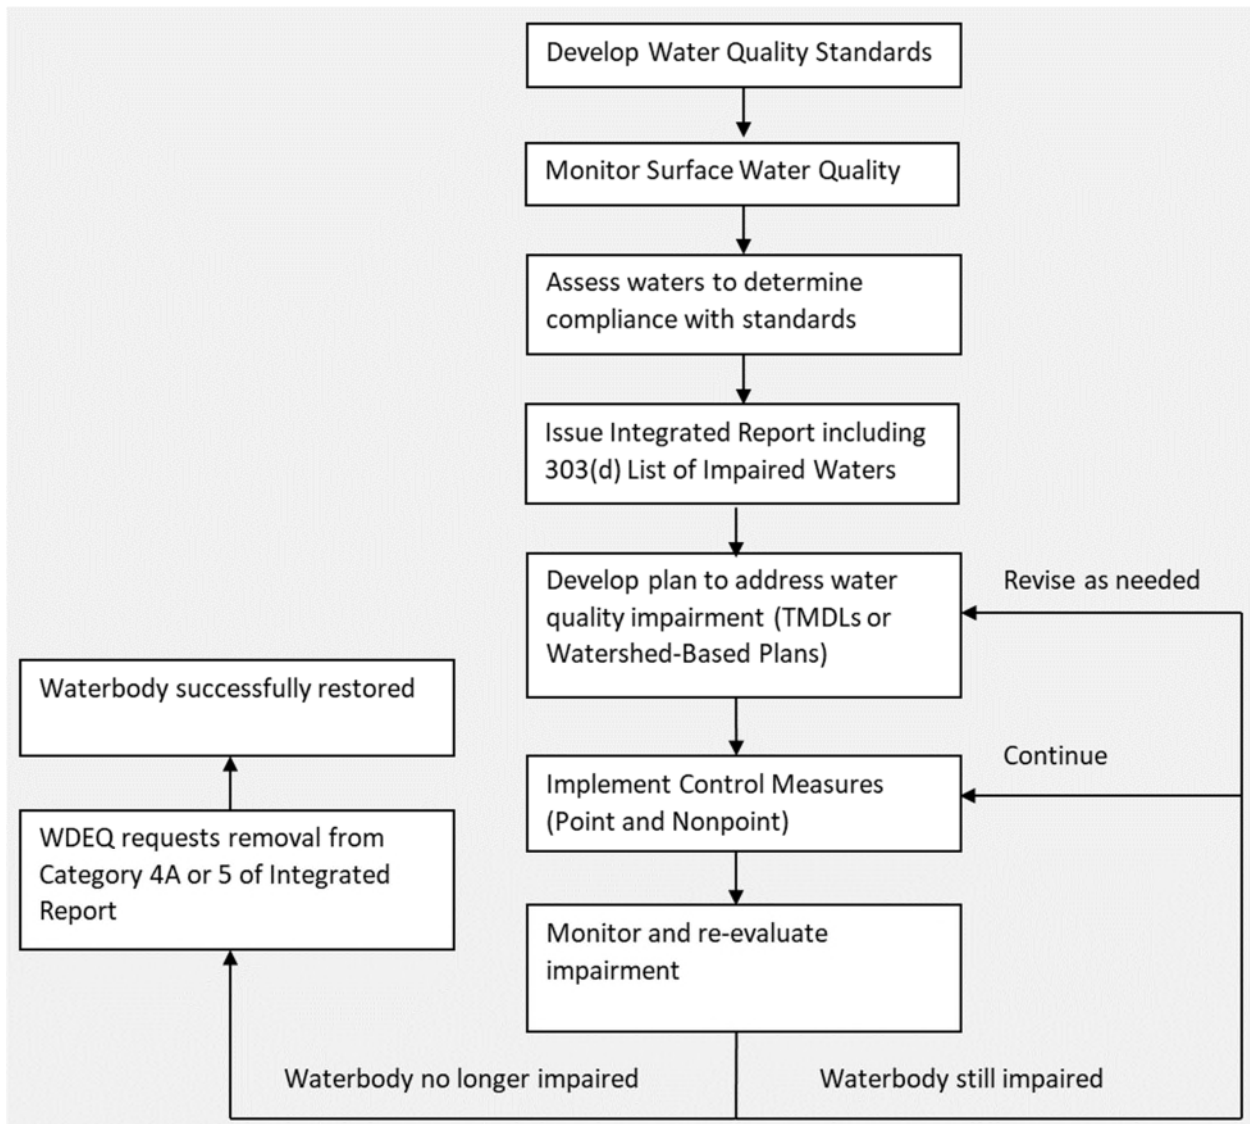 Develop Water Quality Standards
Monitor Surface Water Quality
Assess waters to determine
compliance with standards
Issue Integrated Report including
303(d) List of Impaired Waters
Develop plan to address water
quality impairment (TMDLs or
Watershed-Based Plans)
Revise as needed
Implement Control Measures
(Point and Nonpoint)
Continue
Monitor and re-evaluate
impairment
Waterbody still impaired
Waterbody no longer impaired
WDEQ requests removal from
Category 4A or 5 of Integrated
Report
Waterbody successfully restored